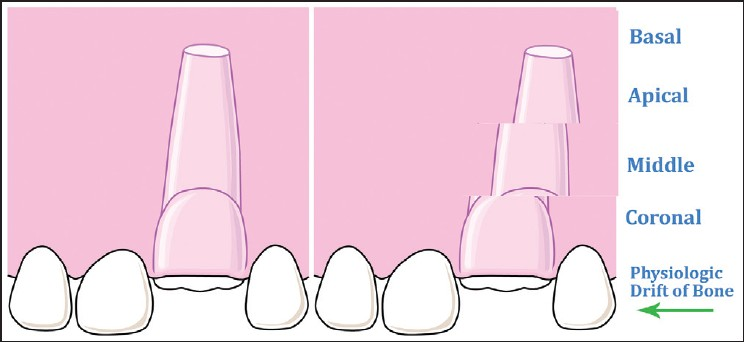 Basal
Apical
Middle
Coronal
Physiologic
Drift of Bone